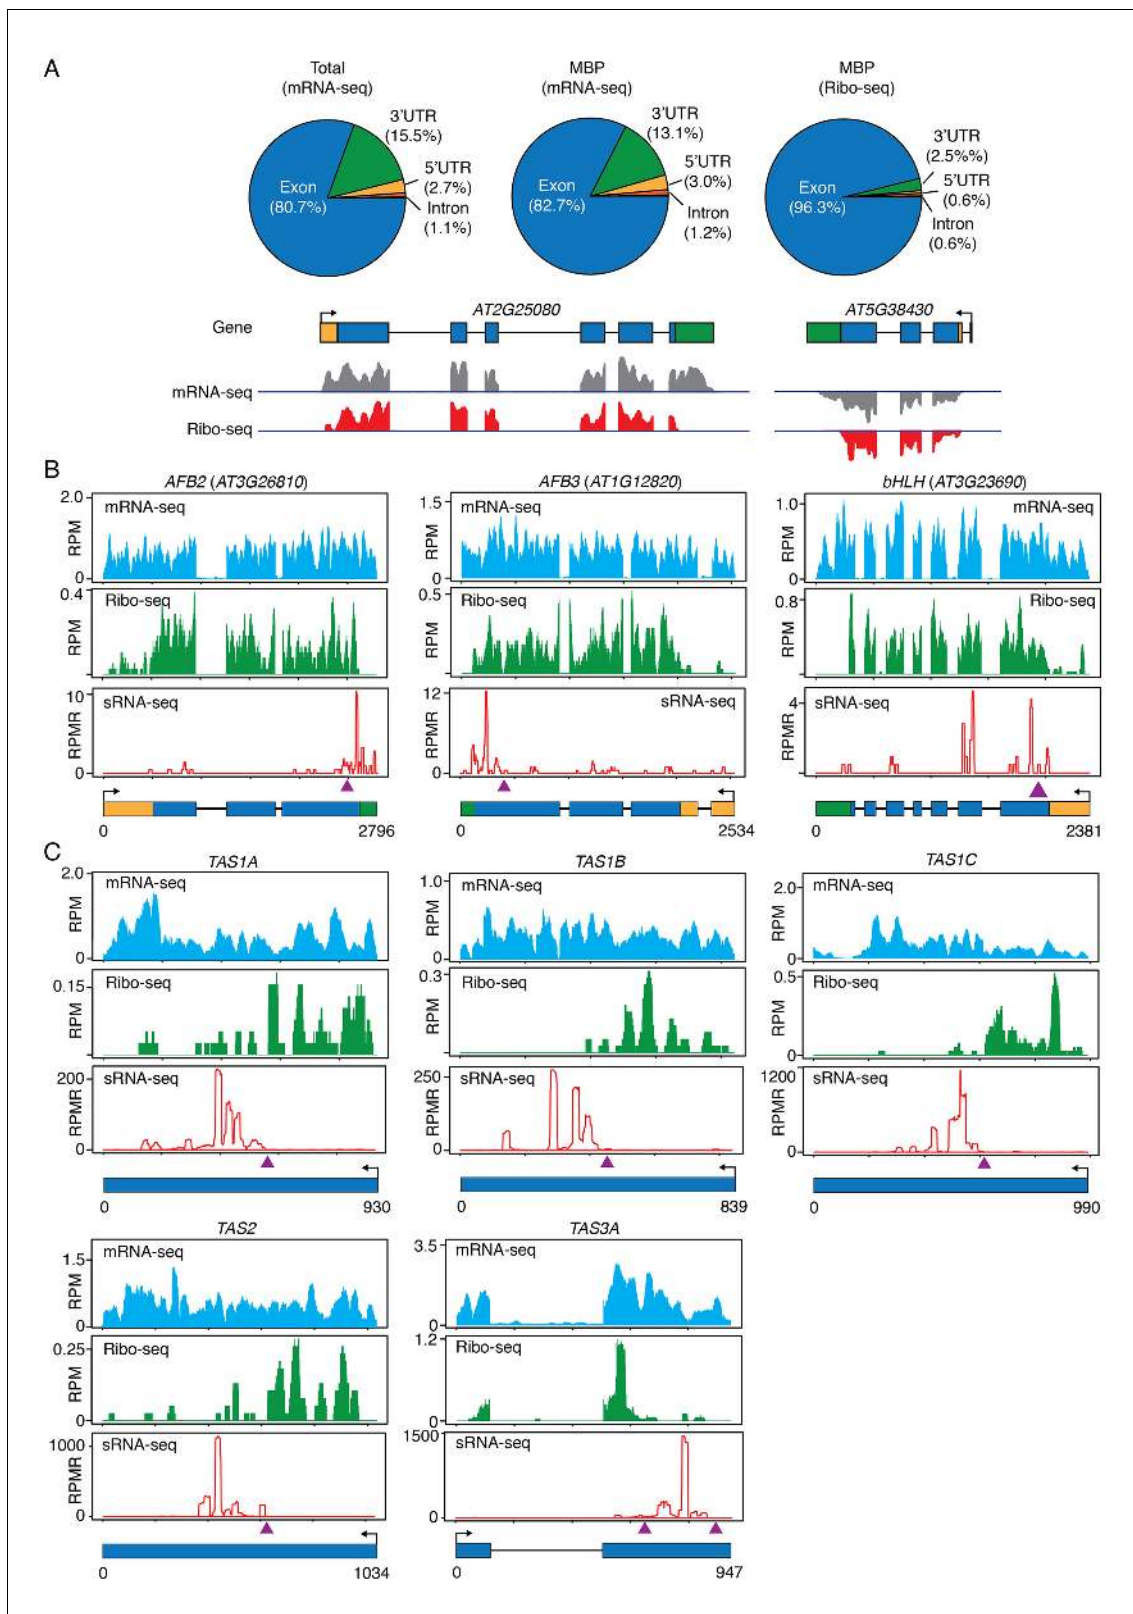 A
Total
(mRNA-seq)
MBP
(mRNA-seq)
MBP
(Ribo-seq)
3'UTR
(15.5%)
5'UTR
(2.7%)
Intron
(1.1%)
Exon
(80.7%)
3'UTR
(13.1%)
5'UTR
(3.0%)
Intron
(1.2%)
Exon
(82.7%)
3'UTR
(2.5%%)
5'UTR
(0.6%)
Intron
(0.6%)
Exon
(96.3%)
Gene
AT2G25080
AT5G38430
mRNA-seq
Ribo-seq
B
AFB2 (AT3G26810)
AFB3 (AT1G12820)
bHLH (AT3G23690)
2.0
RPM
0
mRNA-seq
1.5
RPM
0
mRNA-seq
1.0
RPM
0
mRNA-seq
0.4
RPM
0
Ribo-seq
0.5
RPM
0
Ribo-seq
0.8
RPM
0
Ribo-seq
10
RPMR
0
sRNA-seq
12
RPMR
0
sRNA-seq
4
RPMR
0
sRNA-seq
0
2796
0
2534
0
2381
C
TAS1A
TAS1B
TAS1C
2.0
RPM
0
mRNA-seq
1.0
RPM
0
mRNA-seq
2.0
RPM
0
mRNA-seq
0.15
RPM
0
Ribo-seq
0.3
RPM
0
Ribo-seq
0.5
RPM
0
Ribo-seq
200
RPMR
0
sRNA-seq
250
RPMR
0
sRNA-seq
1200
RPMR
0
sRNA-seq
0
930
0
839
0
990
TAS2
TAS3A
1.5
RPM
0
mRNA-seq
3.5
RPM
0
mRNA-seq
0.25
RPM
0
Ribo-seq
1.2
RPM
0
Ribo-seq
1000
RPMR
0
sRNA-seq
1500
RPMR
0
sRNA-seq
0
1034
0
947